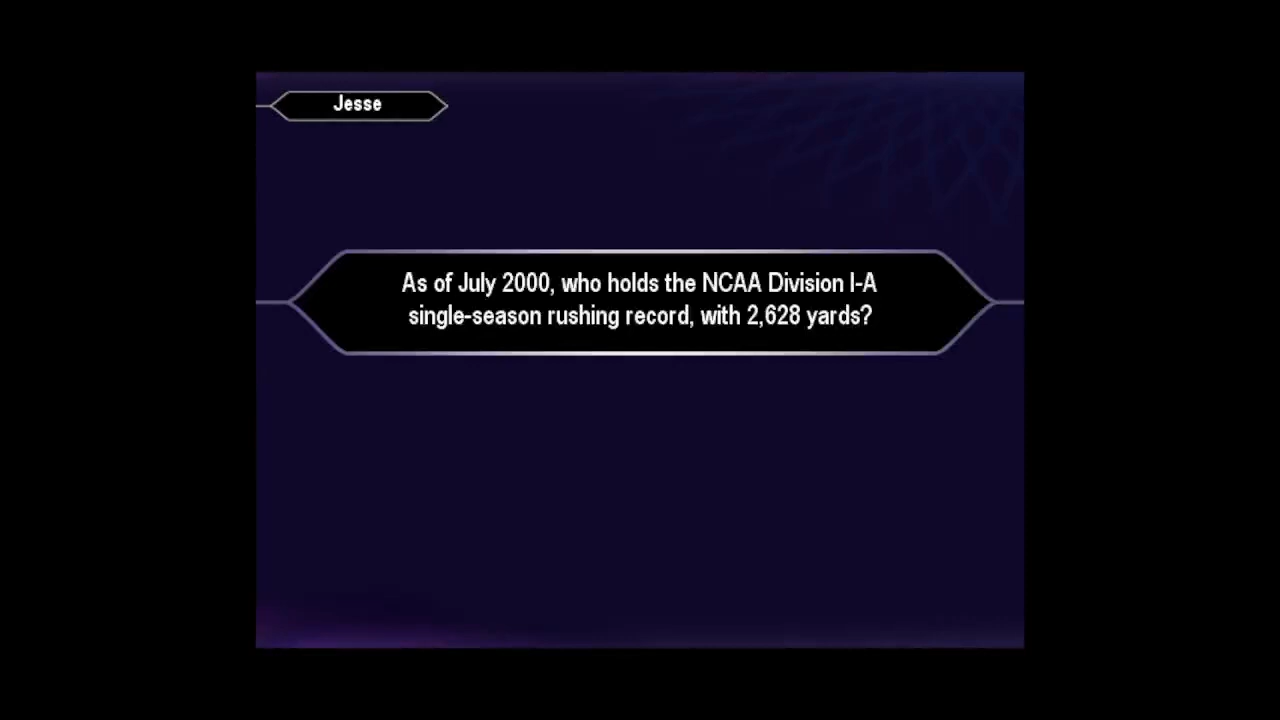 Jesse
As of July 2000, who holds the NCAA Division I-A
single-season rushing record, with 2,628 yards?